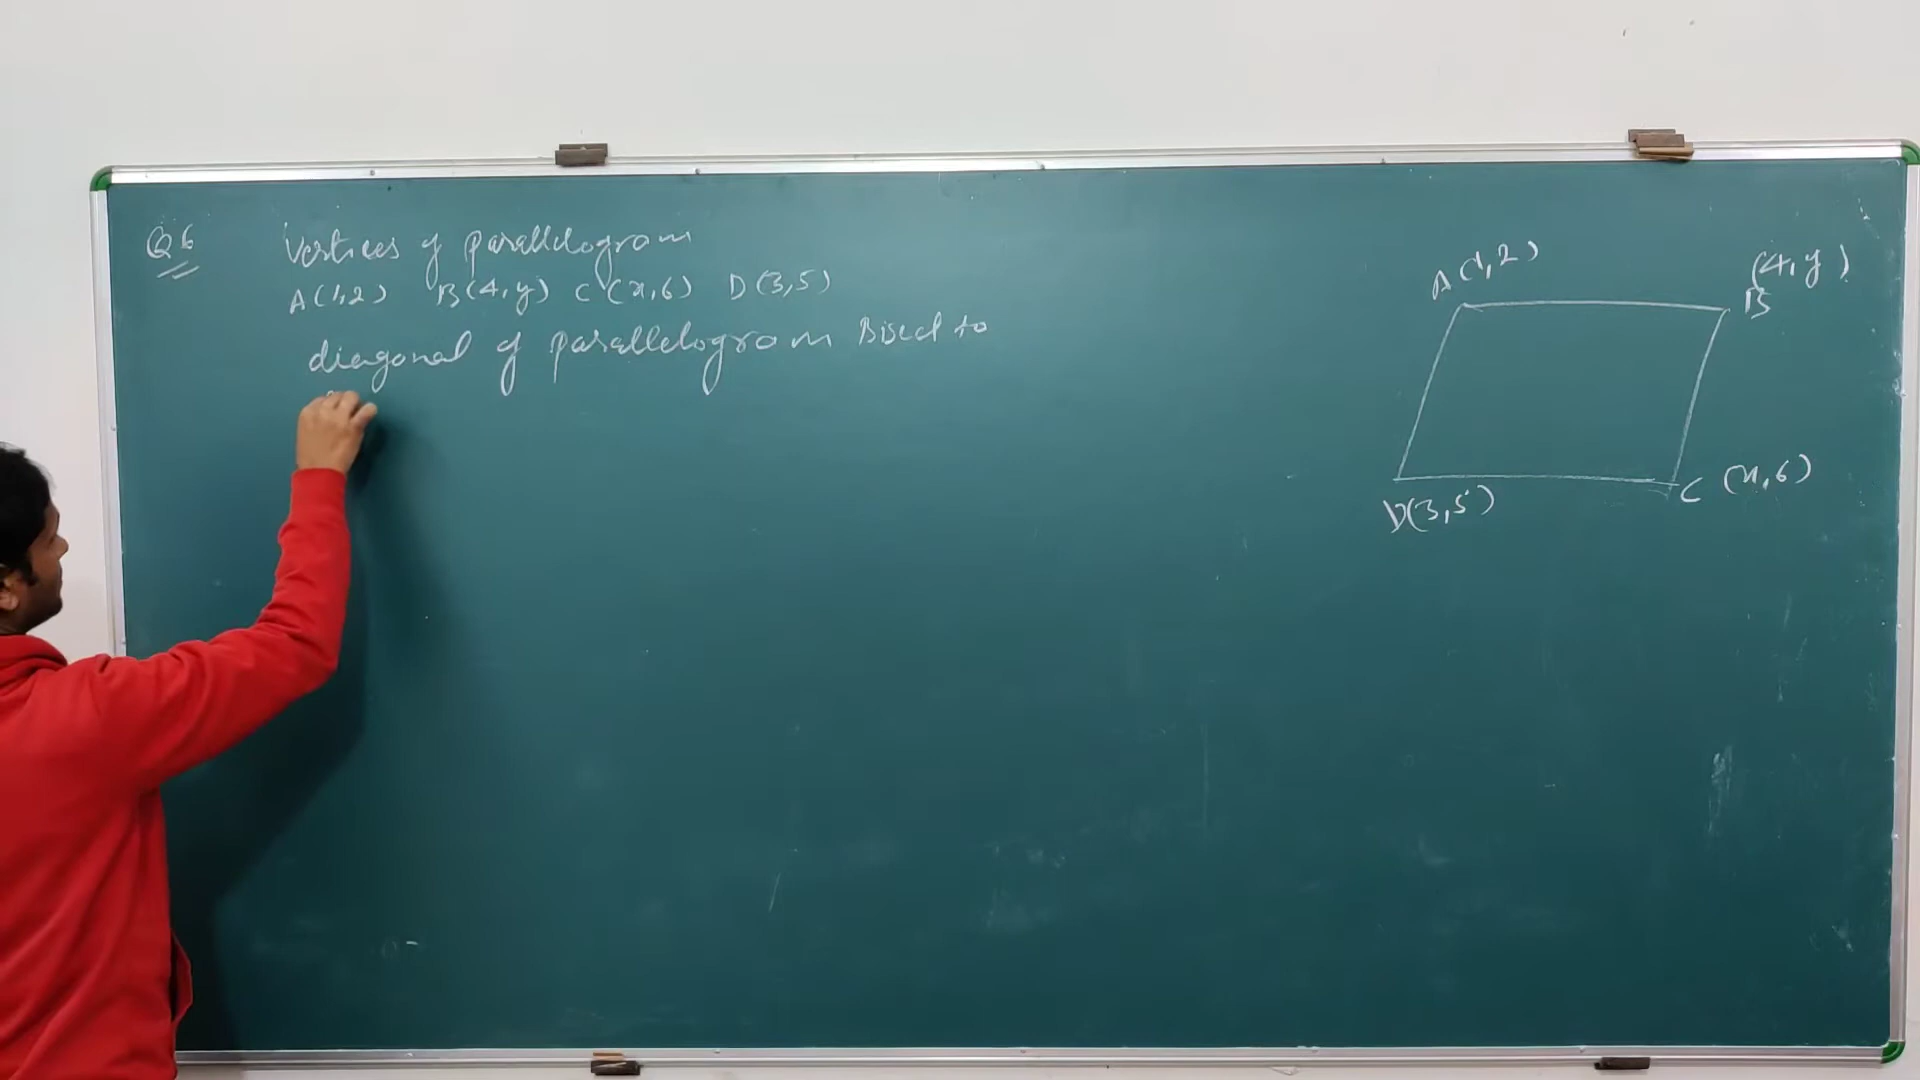 Q6 Vertices of parallelogram
A(1,2) B(4,y) C(x,6) D(3,5)
diagonal of parallelogram Bisect to
A(1,2)
(4,y)
B
D(3,5)
C (x,6)